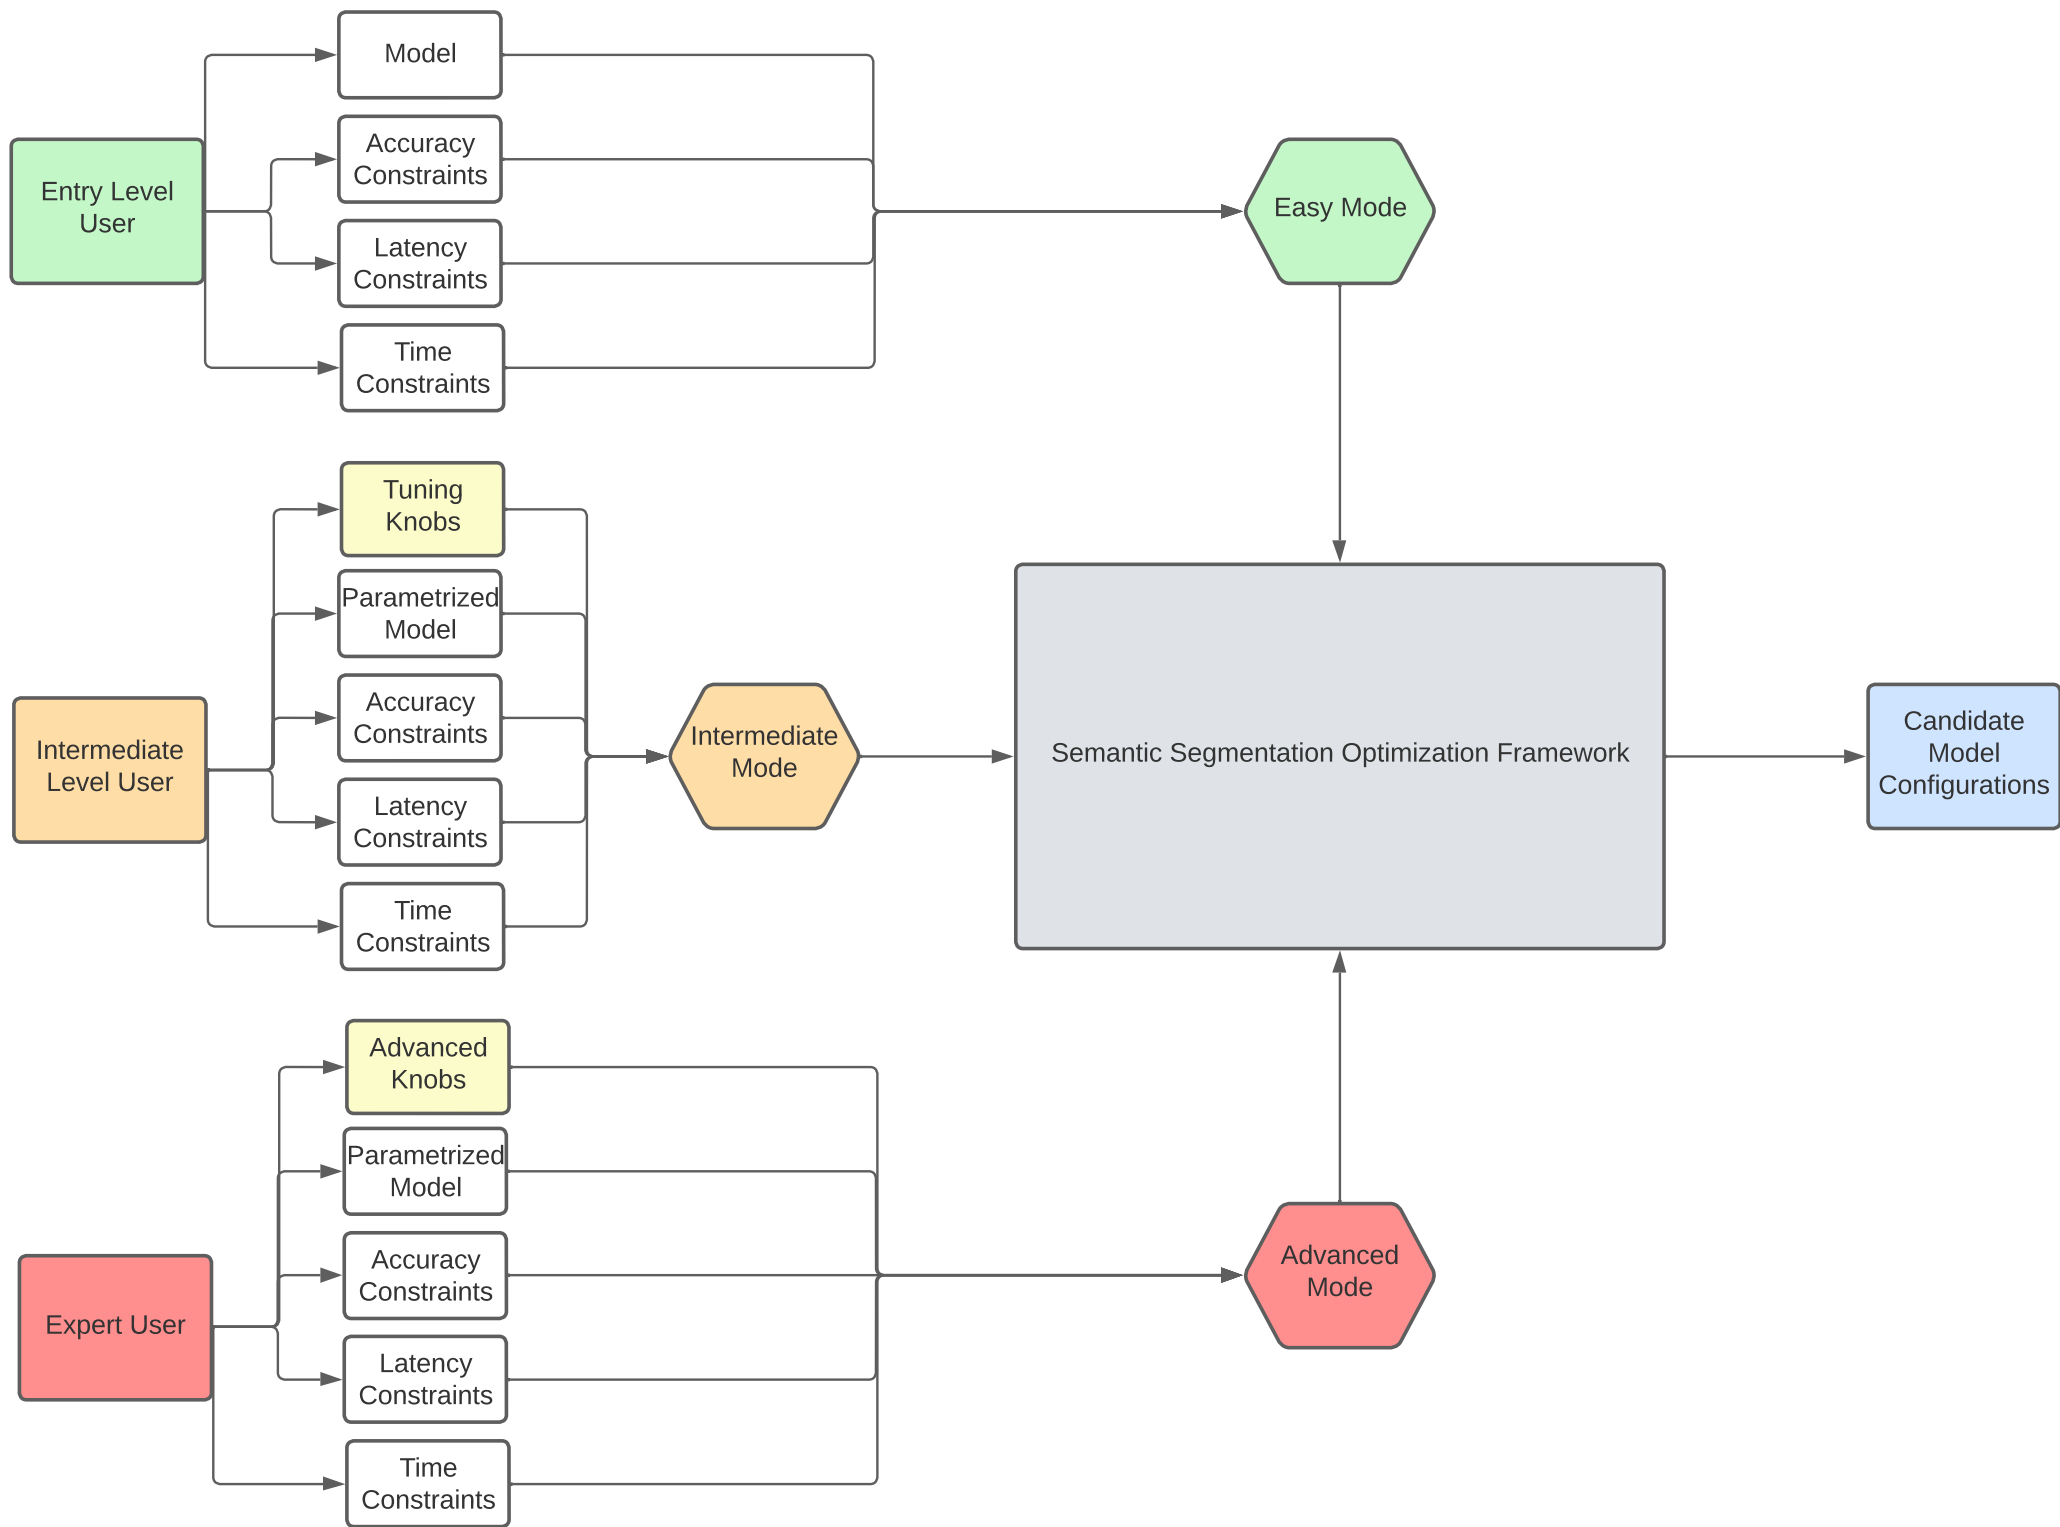 Model
Accuracy
Constraints
Entry Level
User
Latency
Constraints
Time
Constraints
Easy Mode
Tuning
Knobs
Parametrized
Model
Accuracy
Constraints
Intermediate
Level User
Latency
Constraints
Time
Constraints
Intermediate
Mode
Semantic Segmentation Optimization Framework
Candidate
Model
Configurations
Advanced
Knobs
Parametrized
Model
Accuracy
Constraints
Expert User
Latency
Constraints
Time
Constraints
Advanced
Mode